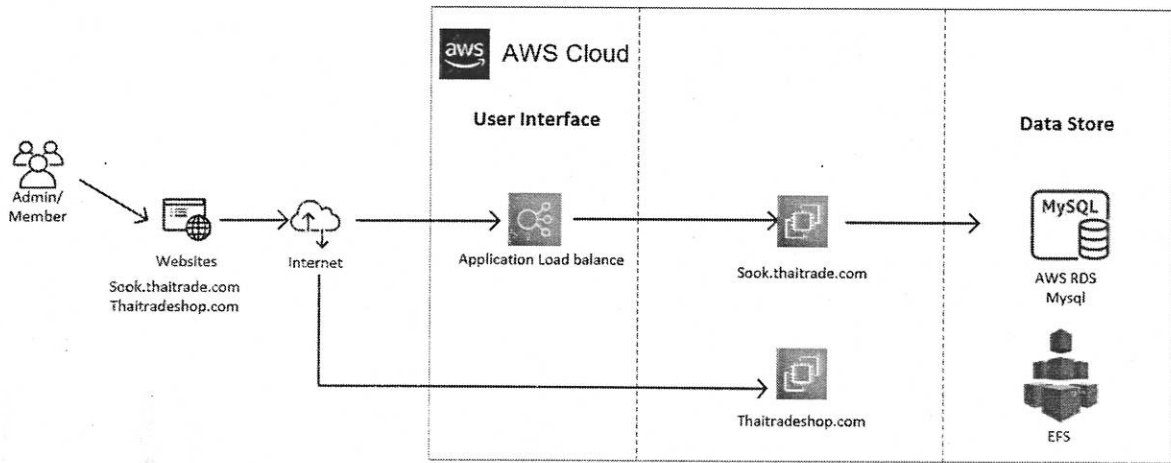 aws
AWS Cloud
User Interface
Data Store
Admin/
Member
Websites
Sook.thaitrade.com
Thaitradeshop.com
Internet
Application Load balance
Sook.thaitrade.com
MySQL
AWS RDS
Mysql
Thaitradeshop.com
EFS